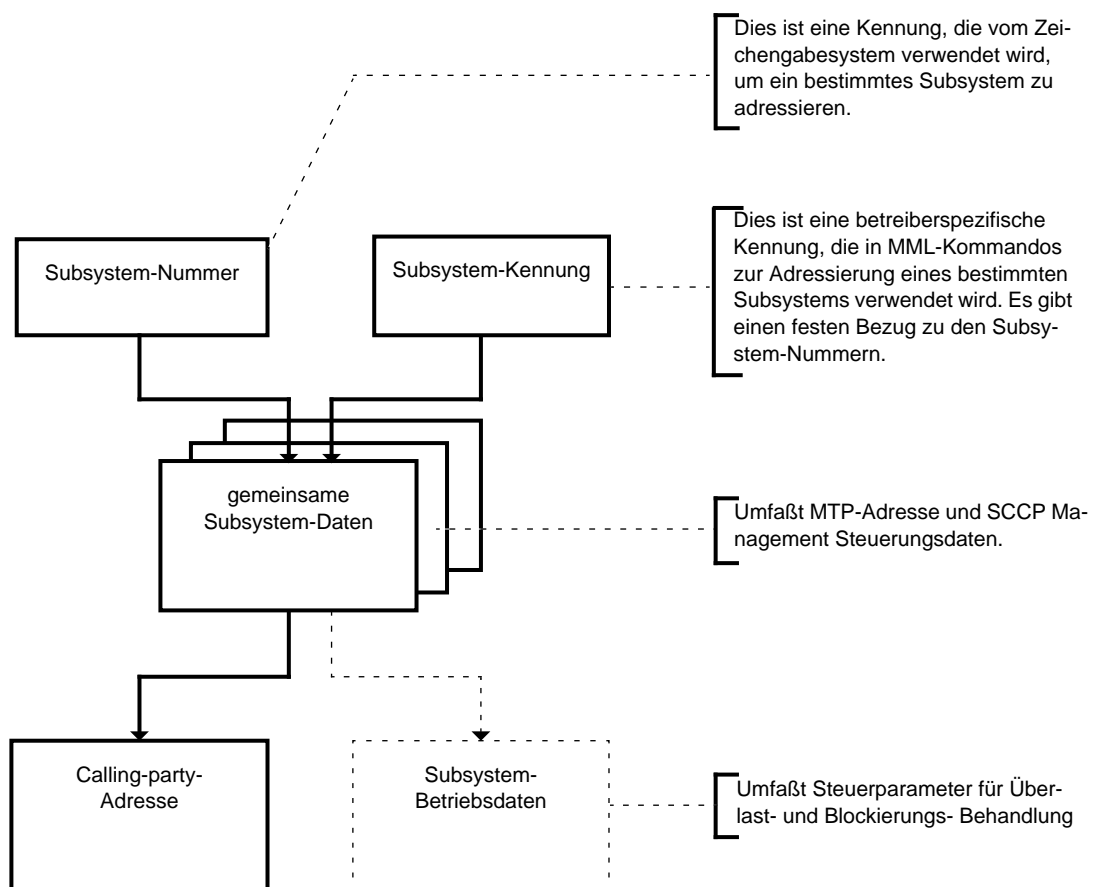 Dies ist eine Kennung, die vom Zei-
chengabesystem verwendet wird,
um ein bestimmtes Subsystem zu
adressieren.
Subsystem-Nummer
Subsystem-Kennung
Dies ist eine betreiberspezifische
Kennung, die in MML-Kommandos
zur Adressierung eines bestimmten
Subsystems verwendet wird. Es gibt
einen festen Bezug zu den Subsy-
stem-Nummern.
gemeinsame
Subsystem-Daten
Umfaßt MTP-Adresse und SCCP Ma-
nagement Steuerungsdaten.
Calling-party-
Adresse
Subsystem-
Betriebsdaten
Umfaßt Steuerparameter für Über-
last- und Blockierungs- Behandlung